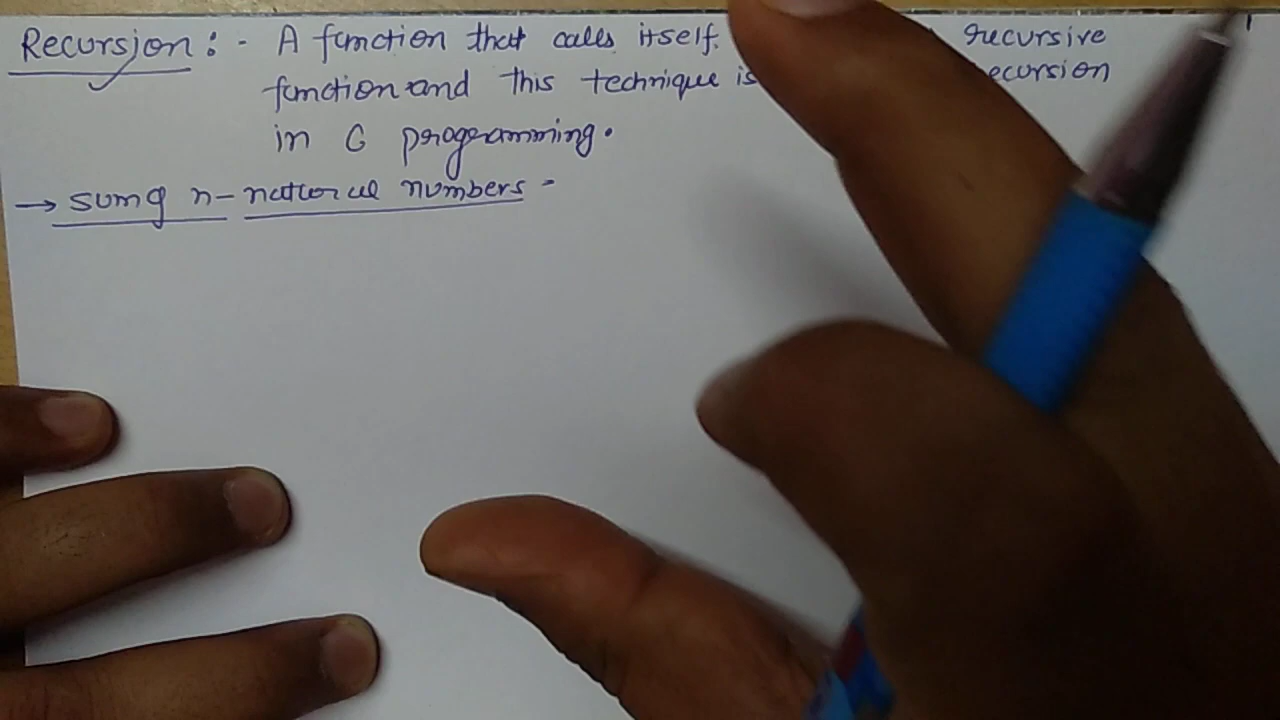 Recursion :- A function that calls itself. recursive
function and this technique is recursion
in C programming.
→ sum of n- natural numbers -